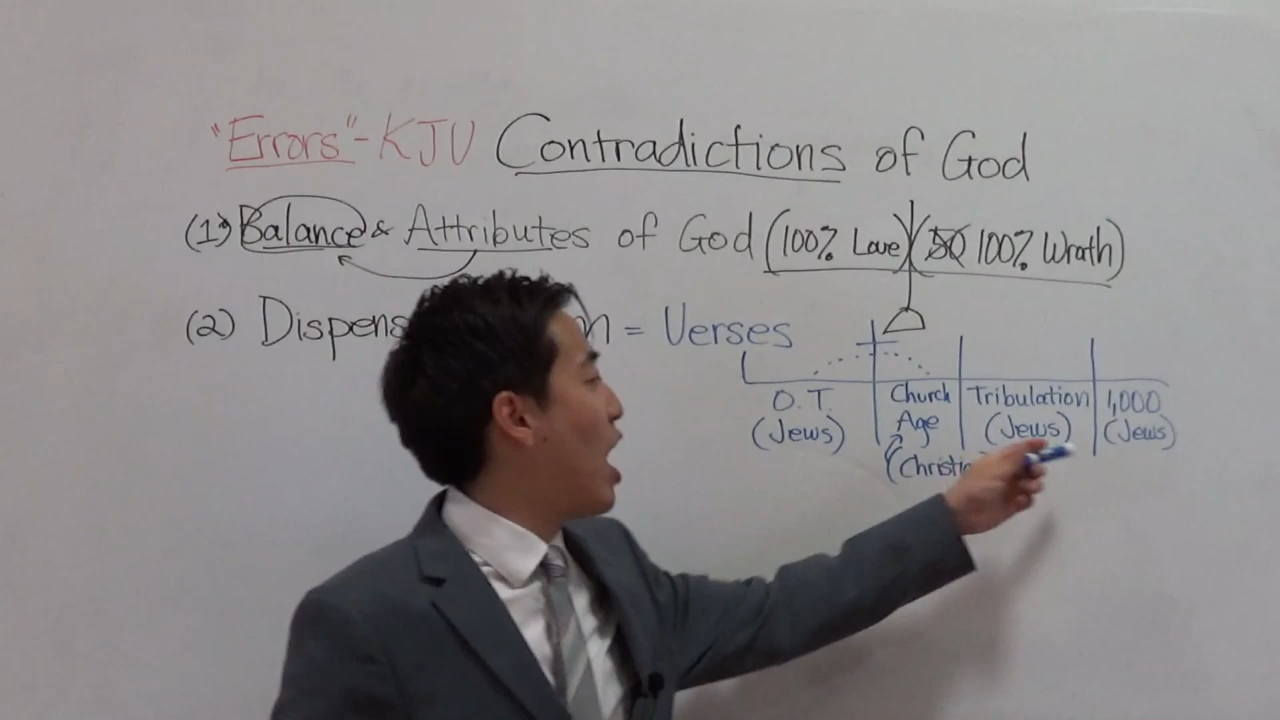 "Errors"-KJV Contradictions of God
(1) Balance & Attributes of God (100% Love)(50 100% Wrath)
(2) = Verses
O.T. (Jews)
Church Age
Tribulation (Jews)
1,000 (Jews)